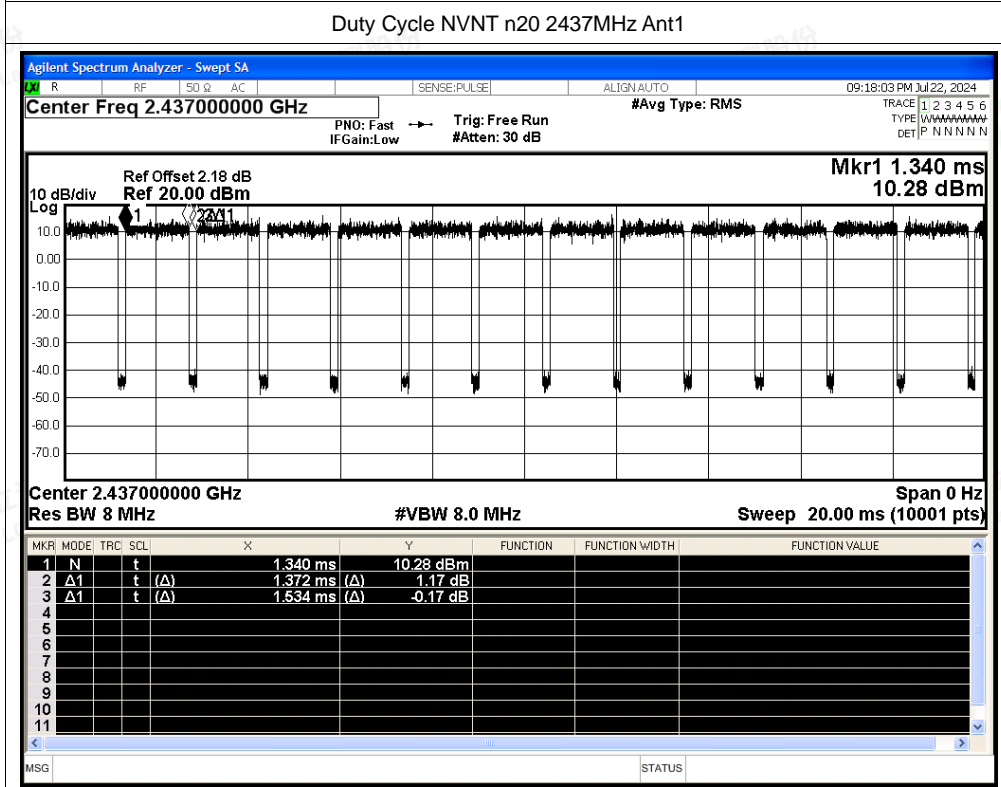 Duty Cycle NVNT n20 2437MHz Ant1
Agilent Spectrum Analyzer - Swept SA
LXI R RF 50 Ω AC SENSE:PULSE ALIGN AUTO 09:18:03 PM Jul 22, 2024
Center Freq 2.437000000 GHz #Avg Type: RMS TRACE 1 2 3 4 5 6
PNO: Fast Trig: Free Run TYPE WWWWWW
IFGain:Low #Atten: 30 dB DET P N N N N N
Mkr1 1.340 ms
Ref Offset 2.18 dB
10 dB/div Ref 20.00 dBm 10.28 dBm
Log
10.0
0.00
-10.0
-20.0
-30.0
-40.0
-50.0
-60.0
-70.0
Center 2.437000000 GHz Span 0 Hz
Res BW 8 MHz #VBW 8.0 MHz Sweep 20.00 ms (10001 pts)
MKR MODE TRC SCL X Y FUNCTION FUNCTION WIDTH FUNCTION VALUE
1 N t 1.340 ms 10.28 dBm
2 Δ1 t (Δ) 1.372 ms (Δ) 1.17 dB
3 Δ1 t (Δ) 1.534 ms (Δ) -0.17 dB
4
5
6
7
8
9
10
11
MSG STATUS